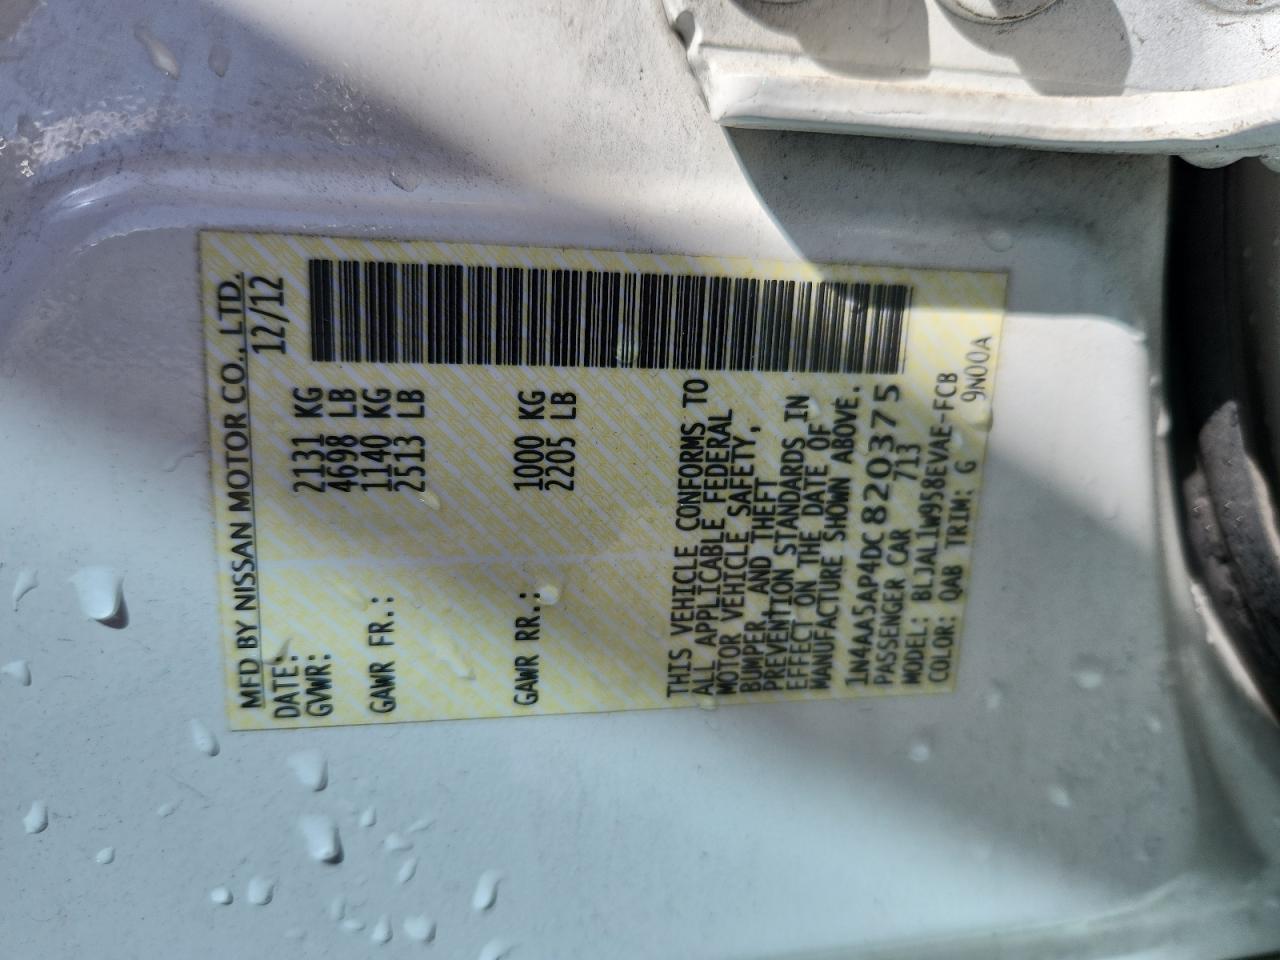 MFD BY NISSAN MOTOR CO., LTD.
DATE: 12/12
GVWR: 2131 KG
4698 LB
GAWR FR.: 1140 KG
2513 LB
GAWR RR.: 1000 KG
2205 LB
THIS VEHICLE CONFORMS TO
ALL APPLICABLE FEDERAL
MOTOR VEHICLE SAFETY,
BUMPER AND THEFT
PREVENTION STANDARDS IN
EFFECT ON THE DATE OF
MANUFACTURE SHOWN ABOVE.
1N4AA5AP4DC820375
PASSENGER CAR 713
MODEL: BLJAL1W958EVAE-FCB
COLOR: QAB TRIM: G 9N00A